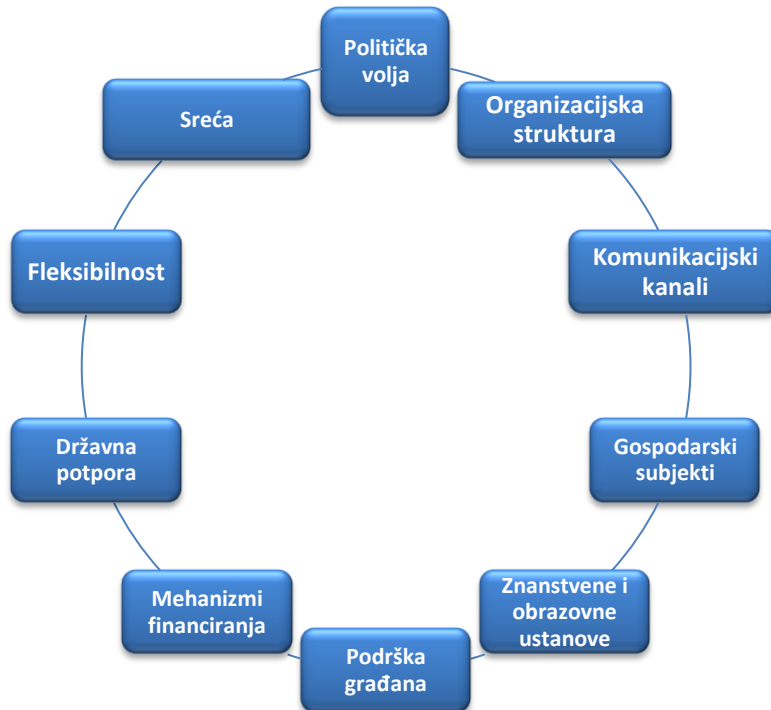 Politička
volja
Organizacijska
struktura
Komunikacijski
kanali
Gospodarski
subjekti
Znanstvene i
obrazovne
ustanove
Podrška
građana
Mehanizmi
financiranja
Državna
potpora
Fleksibilnost
Sreća